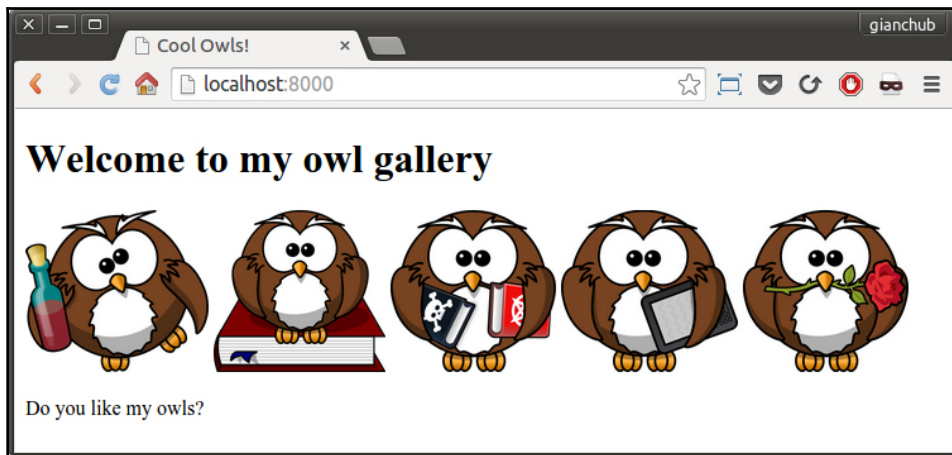 gianchub
Cool Owls!
localhost:8000
Welcome to my owl gallery
Do you like my owls?